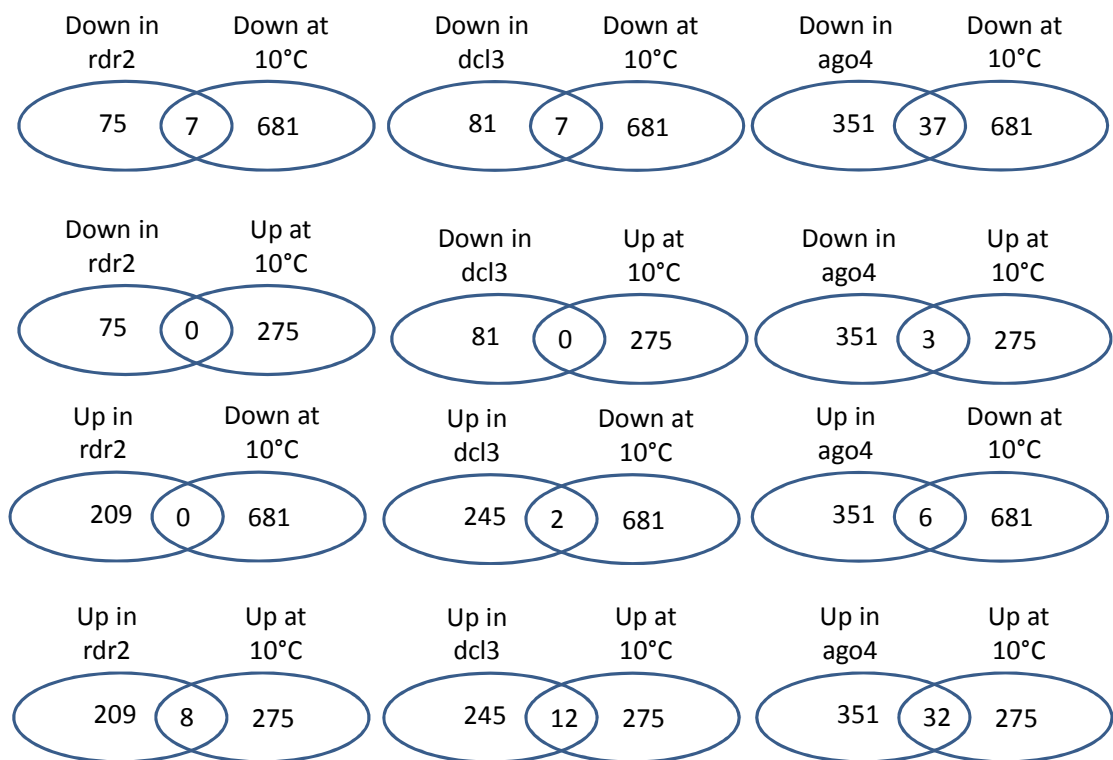 Down in Down at Down in Down at Down in Down at
rdr2 10°C dcl3 10°C ago4 10°C
75 7 681 81 7 681 351 37 681
Down in Up at Down in Up at Down in Up at
rdr2 10°C dcl3 10°C ago4 10°C
75 0 275 81 0 275 351 3 275
Up in Down at Up in Down at Up in Down at
rdr2 10°C dcl3 10°C ago4 10°C
209 0 681 245 2 681 351 6 681
Up in Up at Up in Up at Up in Up at
rdr2 10°C dcl3 10°C ago4 10°C
209 8 275 245 12 275 351 32 275